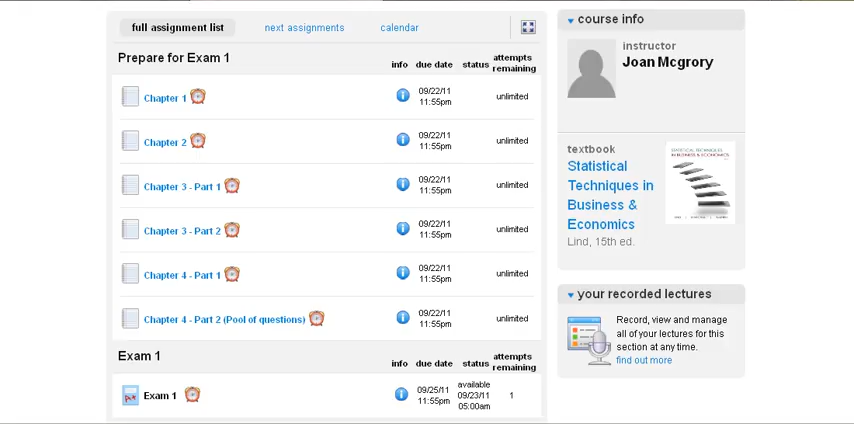 full assignment list next assignments calendar
Prepare for Exam 1
info due date status attempts remaining
Chapter 1 09/22/11 11:55pm unlimited
Chapter 2 09/22/11 11:55pm unlimited
Chapter 3 - Part 1 09/22/11 11:55pm unlimited
Chapter 3 - Part 2 09/22/11 11:55pm unlimited
Chapter 4 - Part 1 09/22/11 11:55pm unlimited
Chapter 4 - Part 2 (Pool of questions) 09/22/11 11:55pm unlimited
Exam 1
info due date status attempts remaining
Exam 1 09/25/11 11:55pm available 09/23/11 05:00am 1
course info
instructor
Joan Mcgrory
textbook
Statistical
Techniques in
Business &
Economics
Lind, 15th ed.
STATISTICAL TECHNIQUES
IN BUSINESS & ECONOMICS
your recorded lectures
Record, view and manage
all of your lectures for this
section at any time.
find out more